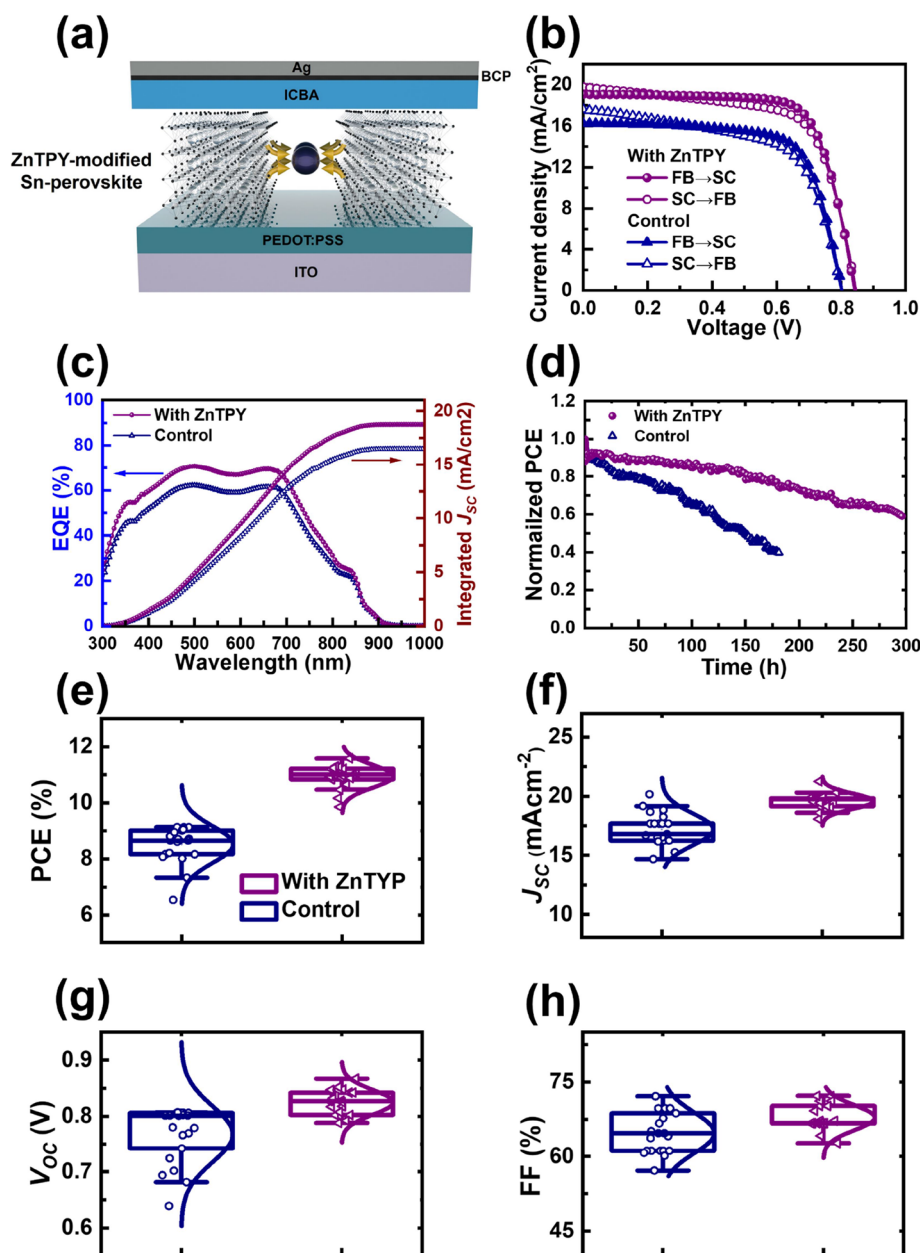 (a)
Ag
BCP
ICBA
ZnTPY-modified
Sn-perovskite
PEDOT:PSS
ITO
(b)
Current density (mA/cm²)
20
16
12
8
4
0
With ZnTPY
FB→SC
SC→FB
Control
FB→SC
SC→FB
0.0 0.2 0.4 0.6 0.8 1.0
Voltage (V)
(c)
EQE (%)
100
80
60
40
20
0
With ZnTPY
Control
20
15
10
5
0
Integrated JSC (mA/cm2)
300 400 500 600 700 800 900 1000
Wavelength (nm)
(d)
Normailzed PCE
1.2
1.0
0.8
0.6
0.4
0.2
0.0
With ZnTPY
Control
50 100 150 200 250 300
Time (h)
(e)
PCE (%)
12
10
8
6
With ZnTYP
Control
(f)
JSC (mAcm⁻²)
25
20
15
10
(g)
VOC (V)
0.9
0.8
0.7
0.6
(h)
FF (%)
75
60
45